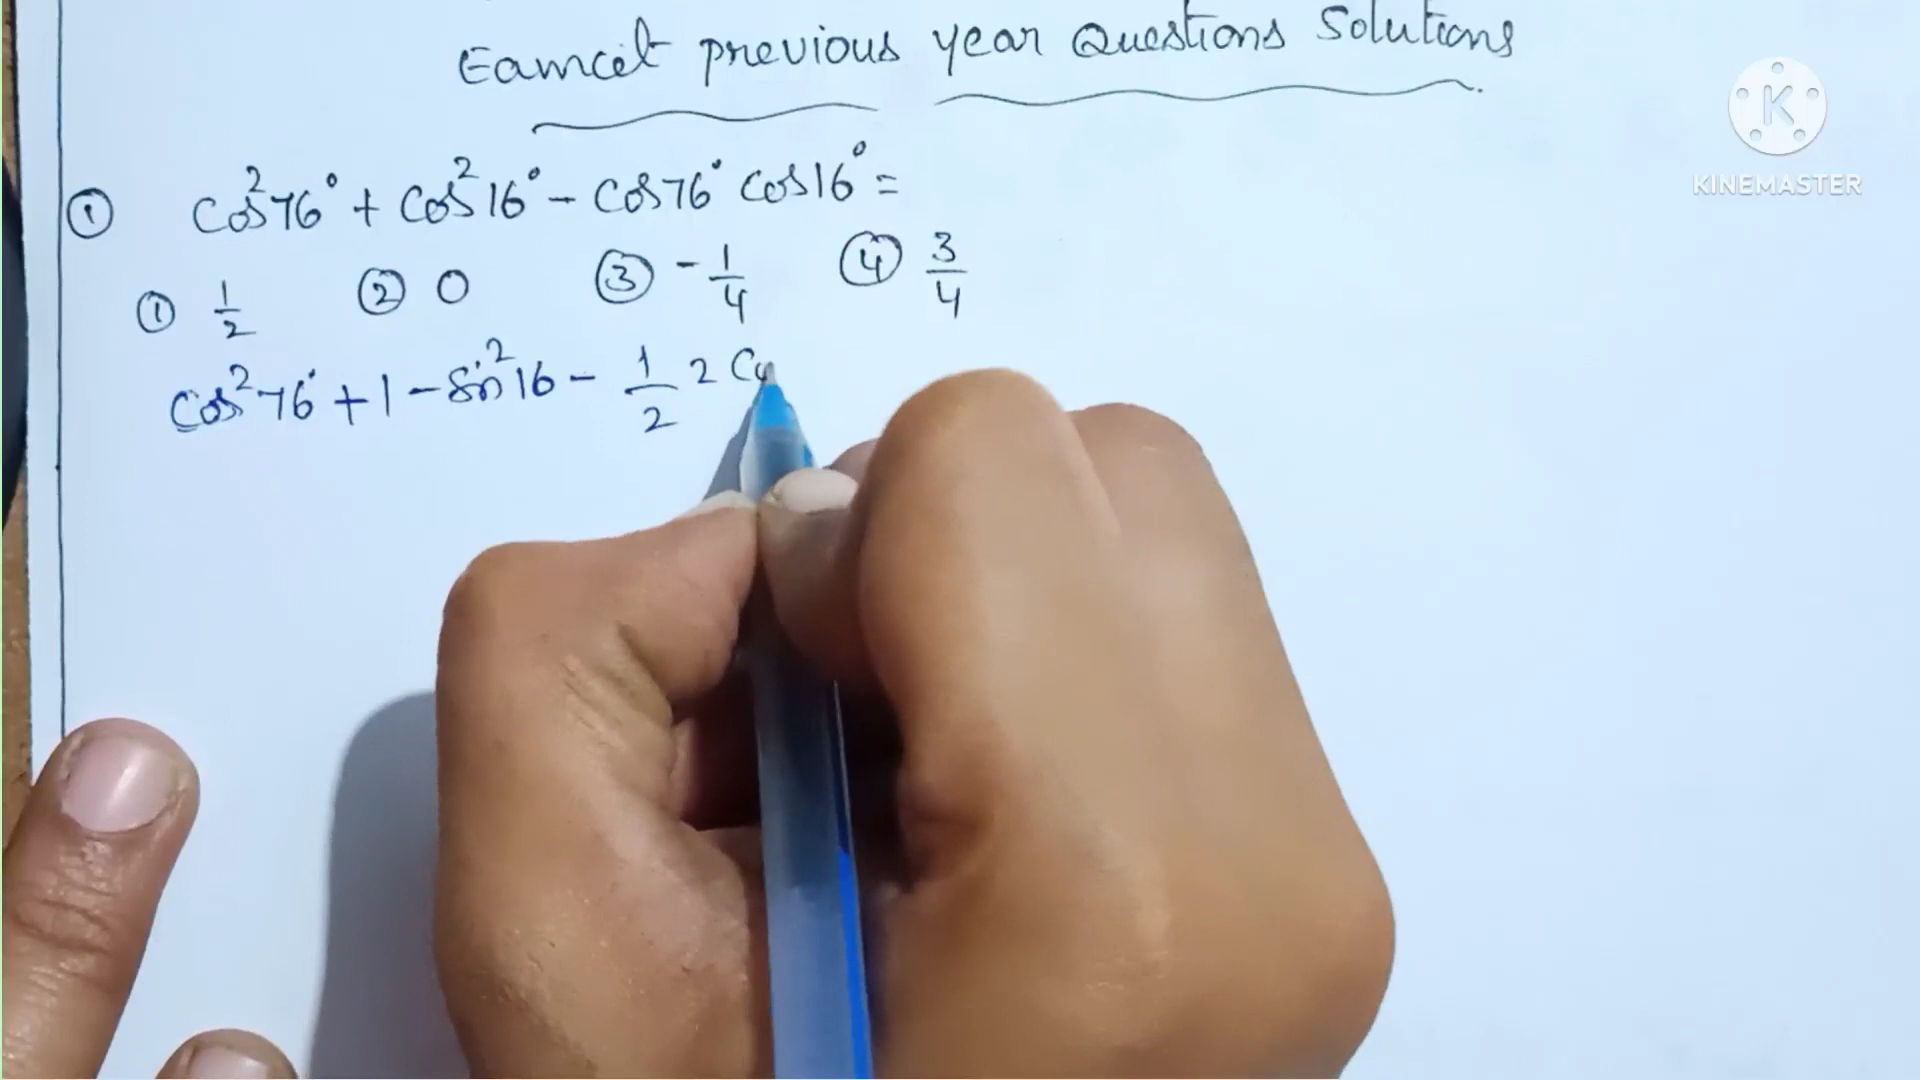 Eamcet previous year Questions Solutions
① cos²76° + cos²16° - cos76° cos16° =
① 1/2 ② 0 ③ -1/4 ④ 3/4
cos²76° + 1 - sin²16 - 1/2 2 Co
K
KINEMASTER